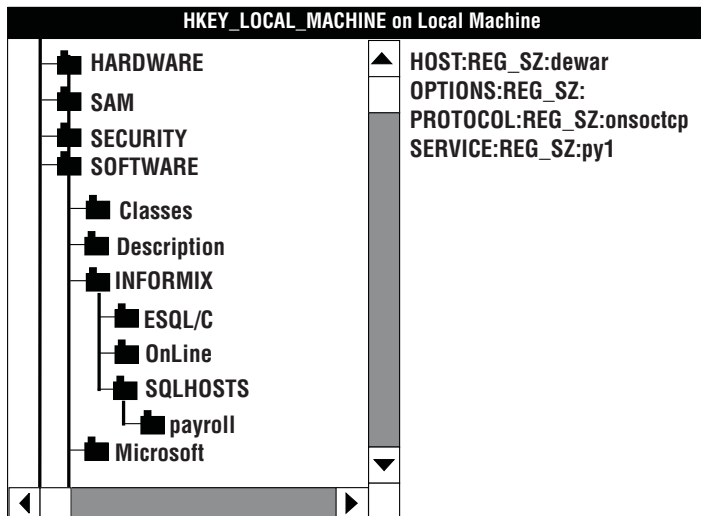 HKEY_LOCAL_MACHINE on Local Machine
HARDWARE
SAM
SECURITY
SOFTWARE
Classes
Description
INFORMIX
ESQL/C
OnLine
SQLHOSTS
payroll
Microsoft
HOST:REG_SZ:dewar
OPTIONS:REG_SZ:
PROTOCOL:REG_SZ:onsoctcp
SERVICE:REG_SZ:py1